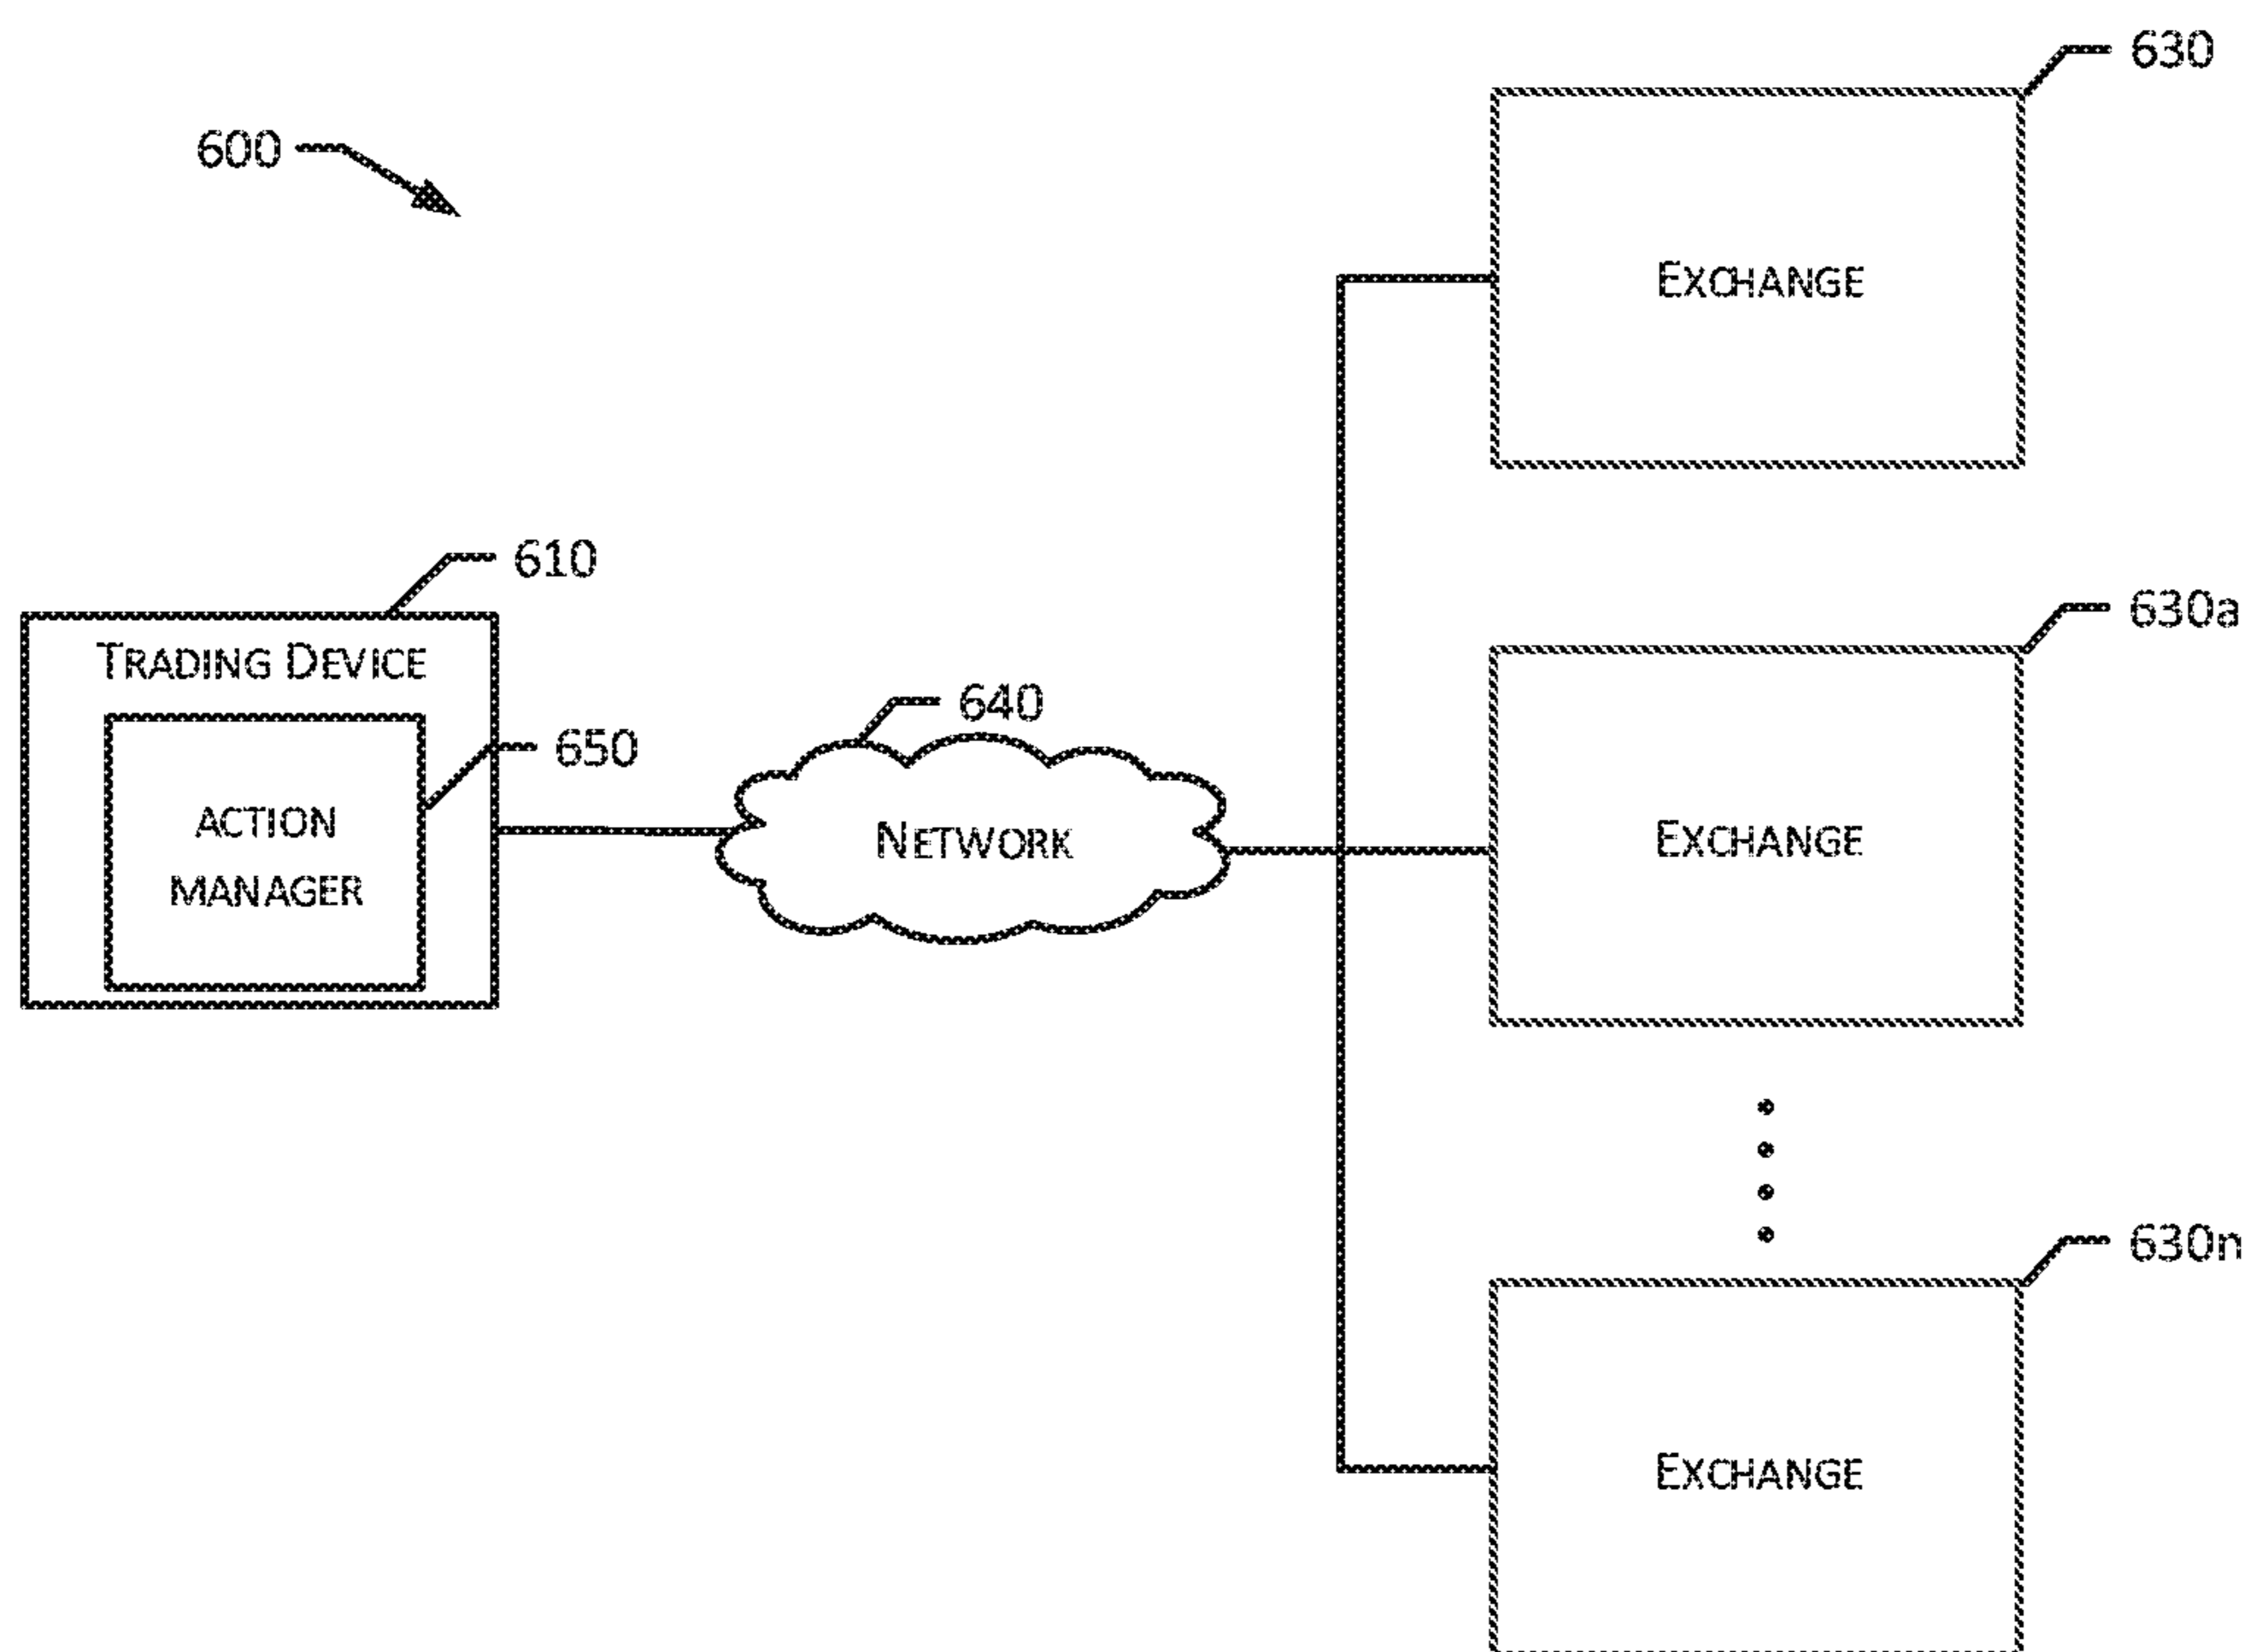 630
600
EXCHANGE
610
630a
TRADING DEVICE
640
650
ACTION
MANAGER
NETWORK
EXCHANGE
630n
EXCHANGE